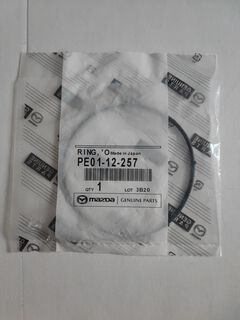 RING, 'O Made in Japan
PE01-12-257
QTY 1 LOT 3B20
mazda GENUINE PARTS